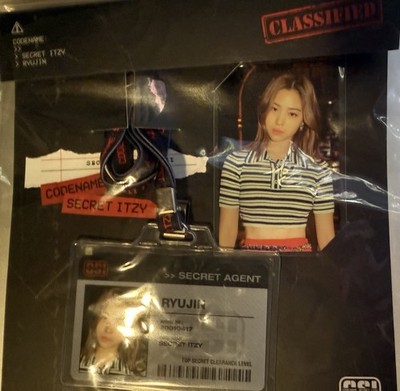 CLASSIFIED
CODENAME
>>
> SECRET ITZY
> RYUJIN
CODENAME
SECRET ITZY
>> SECRET AGENT
RYUJIN
SECRET ITZY
TOP SECRET CLEARANCE LEVEL